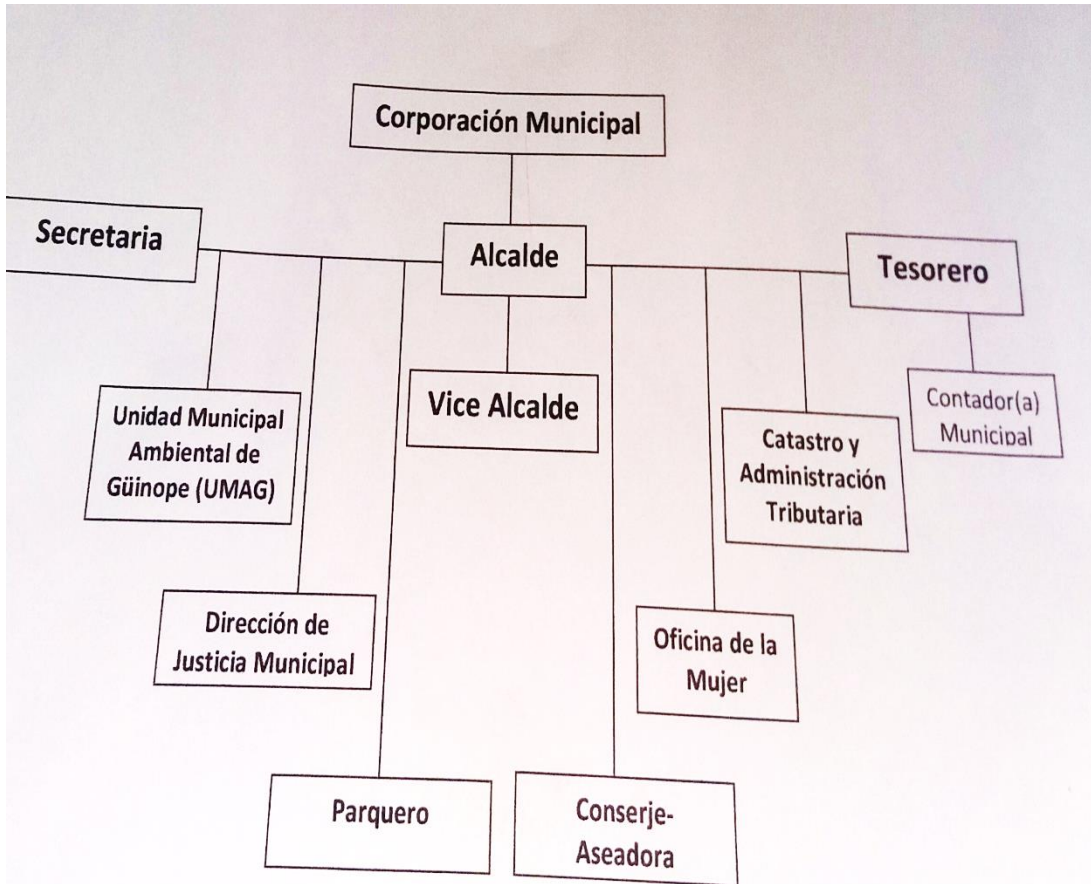 Corporación Municipal
Secretaria
Alcalde
Tesorero
Unidad Municipal
Ambiental de
Güinope (UMAG)
Vice Alcalde
Catastro y
Administración
Tributaria
Contador(a)
Municipal
Dirección de
Justicia Municipal
Oficina de la
Mujer
Parquero
Conserje-
Aseadora